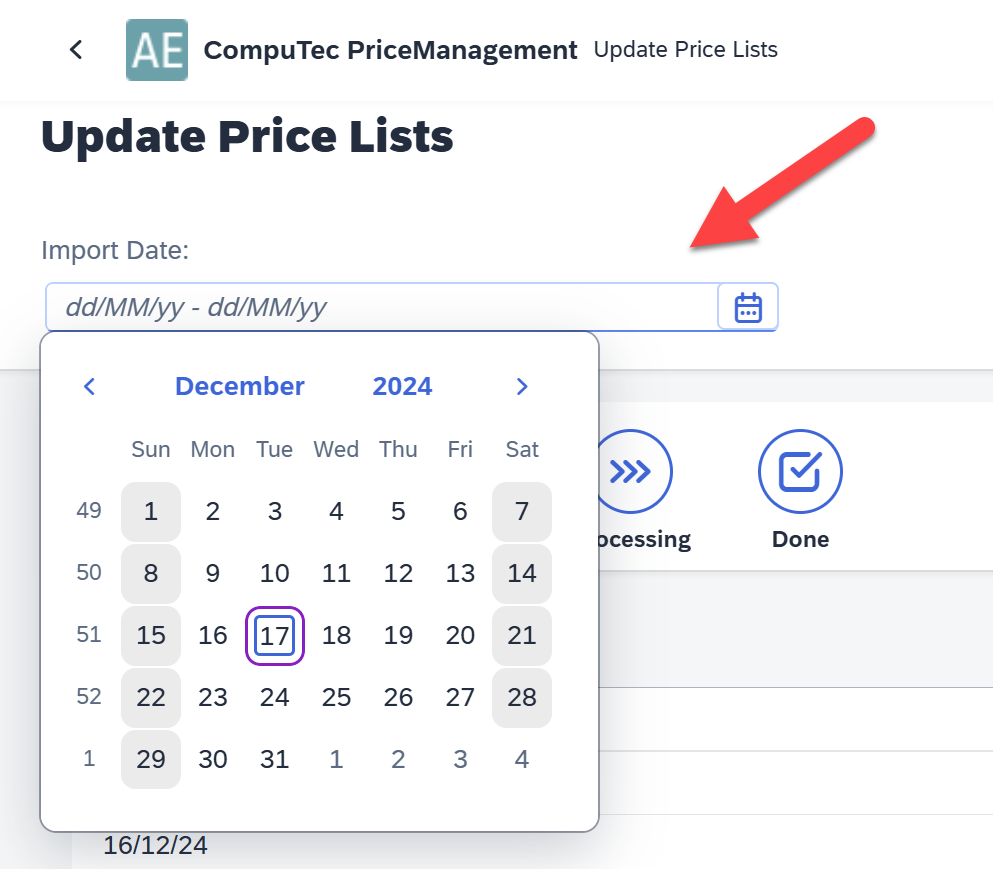 AE CompuTec PriceManagement Update Price Lists
Update Price Lists
Import Date:
dd/MM/yy - dd/MM/yy
December 2024
Sun Mon Tue Wed Thu Fri Sat
49 1 2 3 4 5 6 7
50 8 9 10 11 12 13 14
51 15 16 17 18 19 20 21
52 22 23 24 25 26 27 28
1 29 30 31 1 2 3 4
ocessing Done
16/12/24